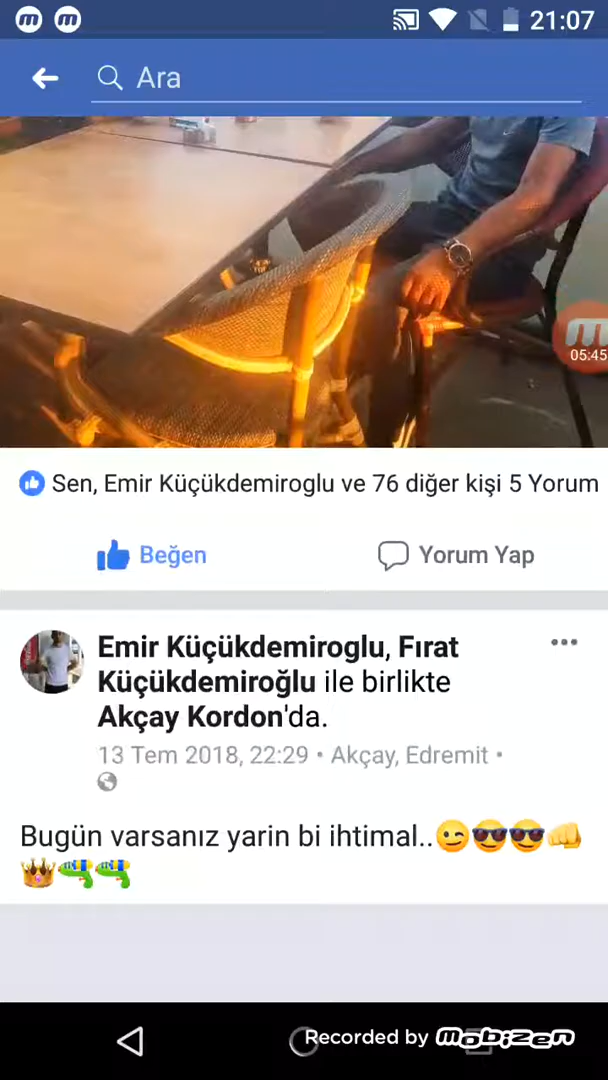 21:07
Ara
05:45
Sen, Emir Küçükdemiroglu ve 76 diğer kişi 5 Yorum
Beğen
Yorum Yap
Emir Küçükdemiroglu, Fırat
Küçükdemiroğlu ile birlikte
Akçay Kordon'da.
13 Tem 2018, 22:29 • Akçay, Edremit •
Bugün varsanız yarin bi ihtimal..😉😎😎👊
👑🔫🔫
Recorded by mobizen